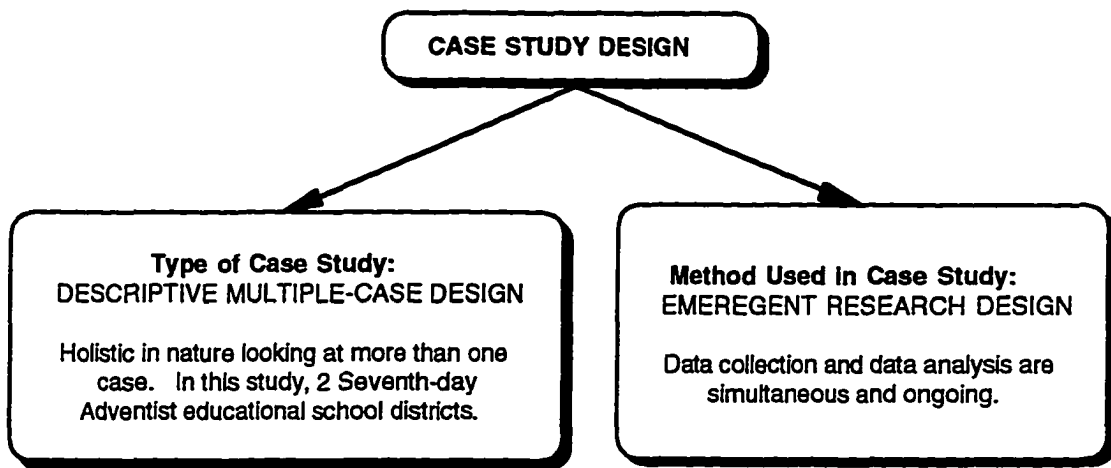 CASE STUDY DESIGN
Type of Case Study:
DESCRIPTIVE MULTIPLE-CASE DESIGN
Holistic in nature looking at more than one
case. In this study, 2 Seventh-day
Adventist educational school districts.
Method Used in Case Study:
EMEREGENT RESEARCH DESIGN
Data collection and data analysis are
simultaneous and ongoing.